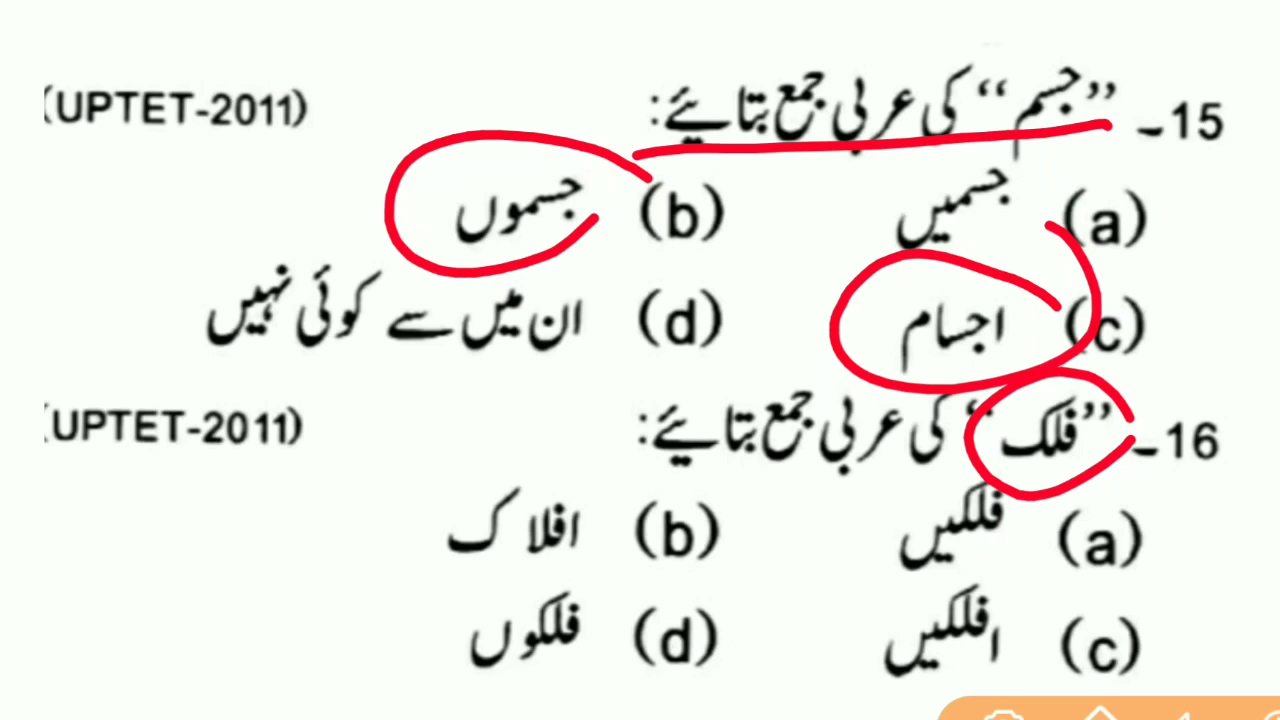 15۔ ”جسم“ کی عربی جمع بتائیے: (UPTET-2011)
(a) جسمیں (b) جسموں
(c) اجسام (d) ان میں سے کوئی نہیں
16۔ ”فلک“ کی عربی جمع بتائیے: (UPTET-2011)
(a) فلکیں (b) افلاک
(c) افلکیں (d) فلکوں